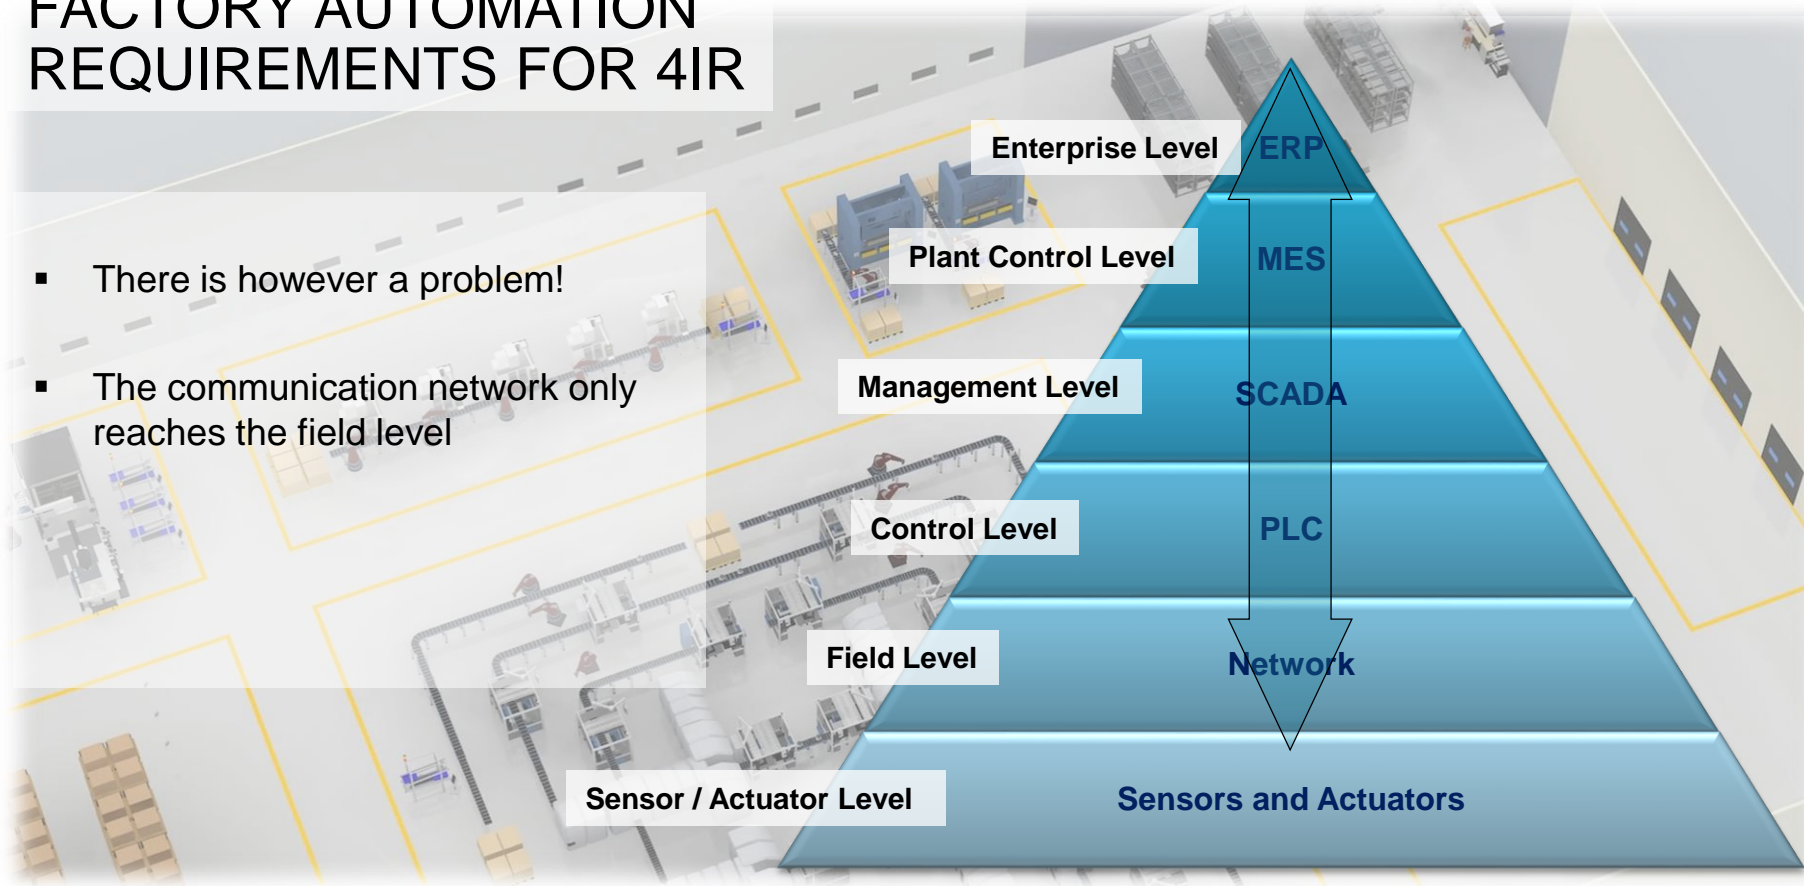 FACTORY AUTOMATION
REQUIREMENTS FOR 4IR
▪ There is however a problem!
▪ The communication network only
reaches the field level
Enterprise Level ERP
Plant Control Level MES
Management Level SCADA
Control Level PLC
Field Level Network
Sensor / Actuator Level Sensors and Actuators